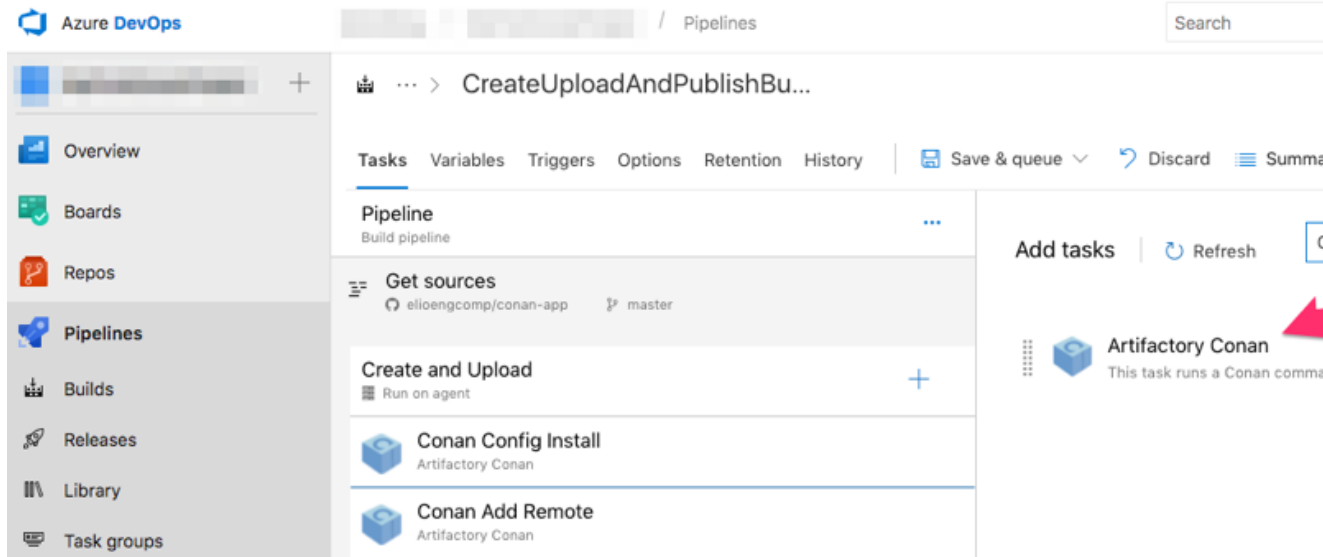 Azure DevOps
/ Pipelines
Search
... > CreateUploadAndPublishBu...
Overview
Tasks Variables Triggers Options Retention History Save & queue Discard Summa
Boards
Pipeline
Build pipeline
Add tasks Refresh
Repos
Get sources
elioengcomp/conan-app master
Pipelines
Artifactory Conan
This task runs a Conan comma
Create and Upload
Run on agent
Builds
Releases
Conan Config Install
Artifactory Conan
Library
Conan Add Remote
Artifactory Conan
Task groups